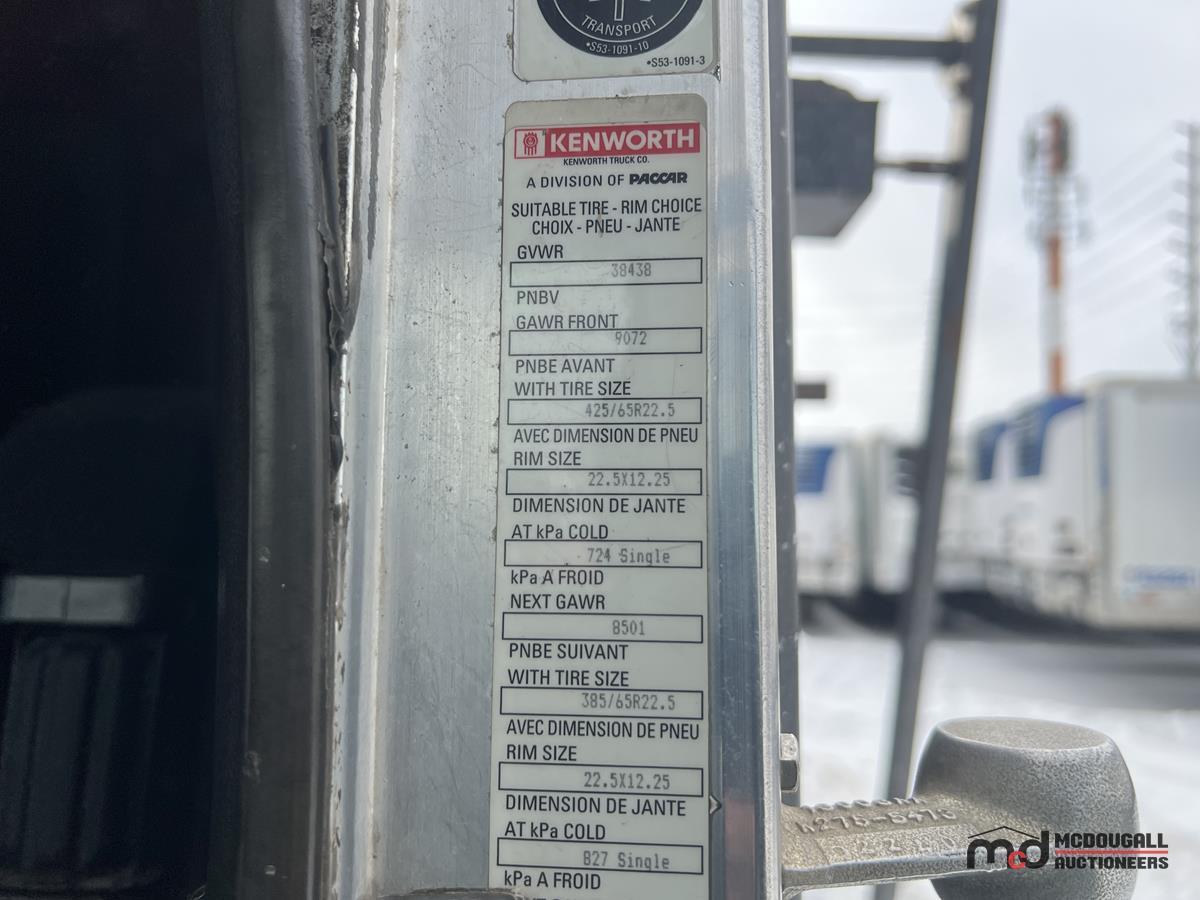 TRANSPORT
•S53-1091-10
•S53-1091-3
KENWORTH
KENWORTH TRUCK CO.
A DIVISION OF PACCAR
SUITABLE TIRE - RIM CHOICE
CHOIX - PNEU - JANTE
GVWR
38438
PNBV
GAWR FRONT
9072
PNBE AVANT
WITH TIRE SIZE
425/65R22.5
AVEC DIMENSION DE PNEU
RIM SIZE
22.5X12.25
DIMENSION DE JANTE
AT kPa COLD
724 Single
kPa A FROID
NEXT GAWR
8501
PNBE SUIVANT
WITH TIRE SIZE
385/65R22.5
AVEC DIMENSION DE PNEU
RIM SIZE
22.5X12.25
DIMENSION DE JANTE
AT kPa COLD
827 Single
kPa A FROID
mcd MCDOUGALL
AUCTIONEERS